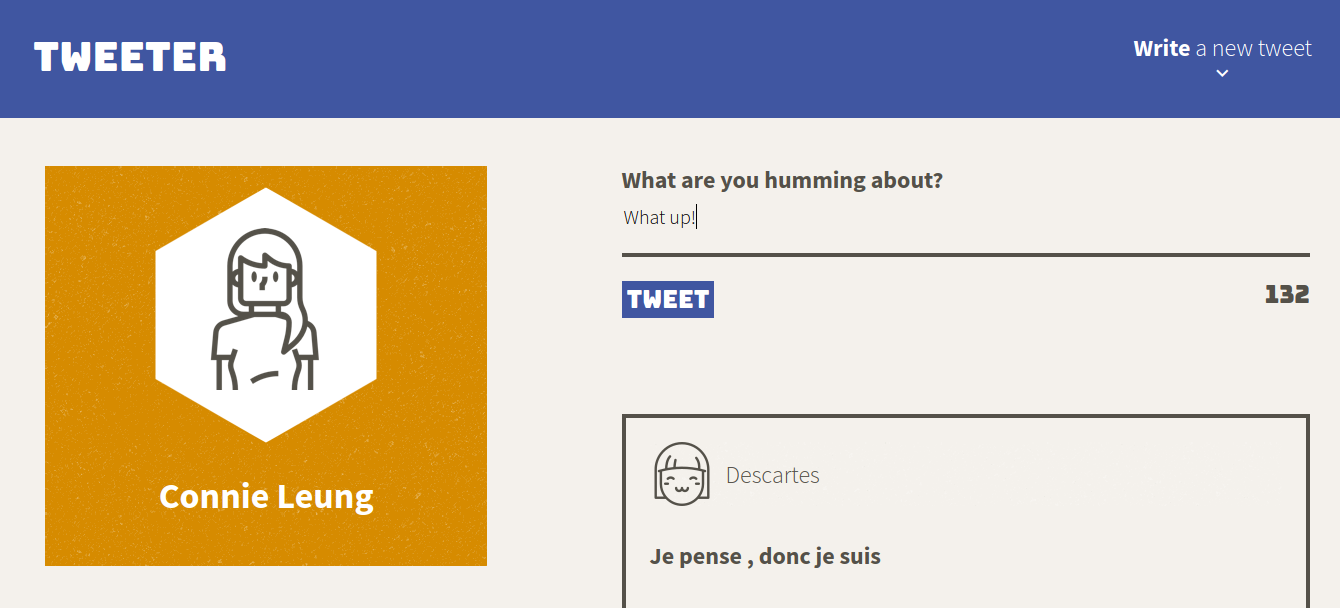 TWEETER
Write a new tweet
Connie Leung
What are you humming about?
What up!
TWEET
132
Descartes
Je pense , donc je suis